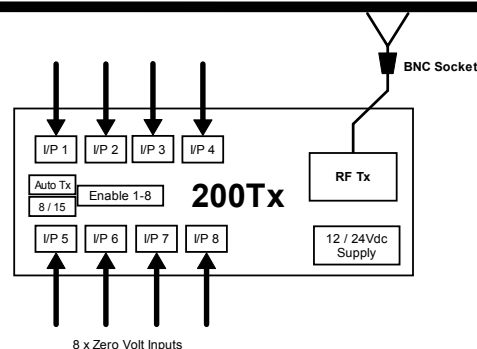 BNC Socket
I/P 1 I/P 2 I/P 3 I/P 4
Auto Tx
8 / 15
Enable 1-8
200Tx
RF Tx
I/P 5 I/P 6 I/P 7 I/P 8
12 / 24Vdc
Supply
8 x Zero Volt Inputs